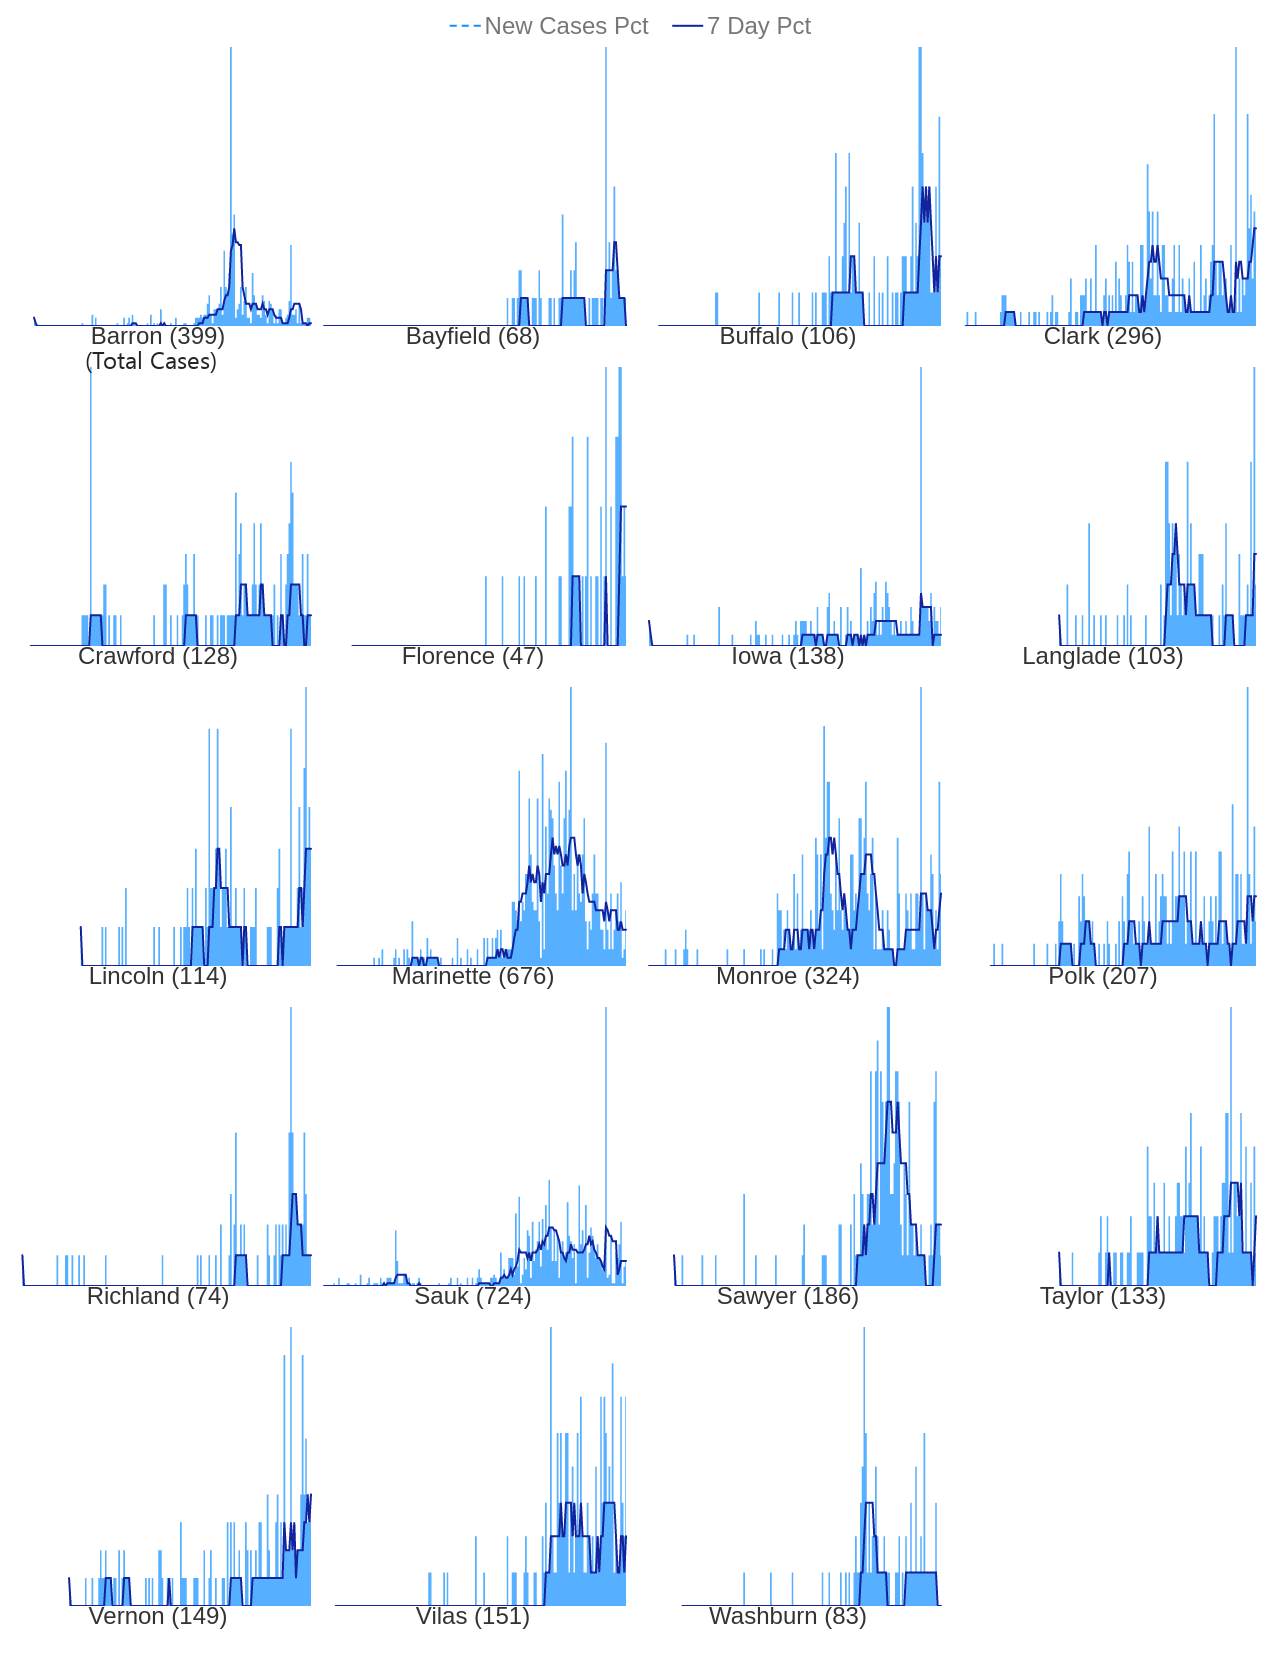 New Cases Pct 7 Day Pct
Barron (399) Bayfield (68) Buffalo (106) Clark (296)
(Total Cases)
Crawford (128) Florence (47) Iowa (138) Langlade (103)
Lincoln (114) Marinette (676) Monroe (324) Polk (207)
Richland (74) Sauk (724) Sawyer (186) Taylor (133)
Vernon (149) Vilas (151) Washburn (83)